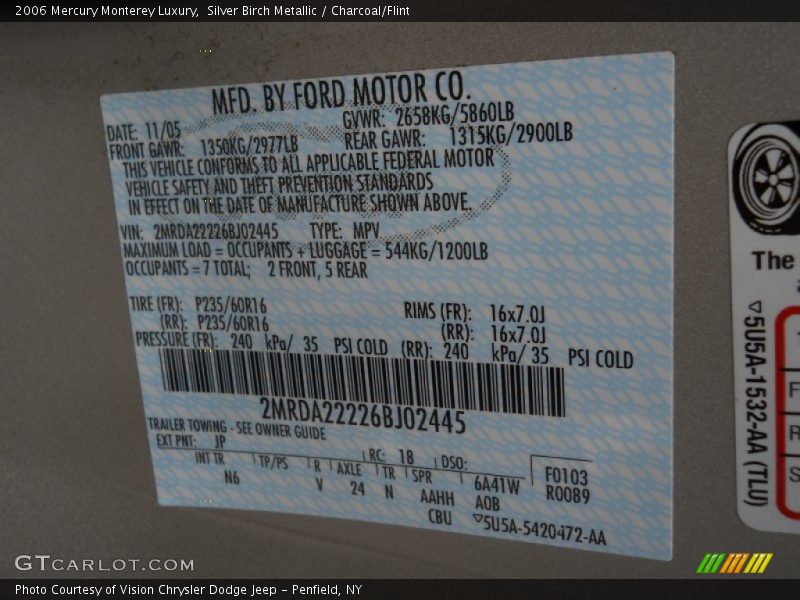 2006 Mercury Monterey Luxury,  Silver Birch Metallic / Charcoal/Flint
MFD. BY FORD MOTOR CO.
DATE: 11/05 GVWR: 2658KG/5860LB
FRONT GAWR: 1350KG/2977LB REAR GAWR: 1315KG/2900LB
THIS VEHICLE CONFORMS TO ALL APPLICABLE FEDERAL MOTOR
VEHICLE SAFETY AND THEFT PREVENTION STANDARDS
IN EFFECT ON THE DATE OF MANUFACTURE SHOWN ABOVE.
VIN: 2MRDA22226BJ02445 TYPE: MPV
MAXIMUM LOAD = OCCUPANTS + LUGGAGE = 544KG/1200LB
OCCUPANTS = 7 TOTAL; 2 FRONT, 5 REAR
TIRE (FR): P235/60R16 RIMS (FR): 16x7.0J
(RR): P235/60R16 (RR): 16x7.0J
PRESSURE (FR): 240 kPa/ 35 PSI COLD (RR): 240 kPa/ 35 PSI COLD
2MRDA22226BJ02445
TRAILER TOWING - SEE OWNER GUIDE
EXT PNT: JP RC: 18 DSO: F0103
INT TR TP/PS R AXLE TR SPR 6A41W R0089
N6 V 24 N AAHH A0B
CBU 5U5A-5420472-AA
The
5U5A-1532-AA (TLU)
F
R
S
GTCARLOT.COM
Photo Courtesy of Vision Chrysler Dodge Jeep – Penfield, NY